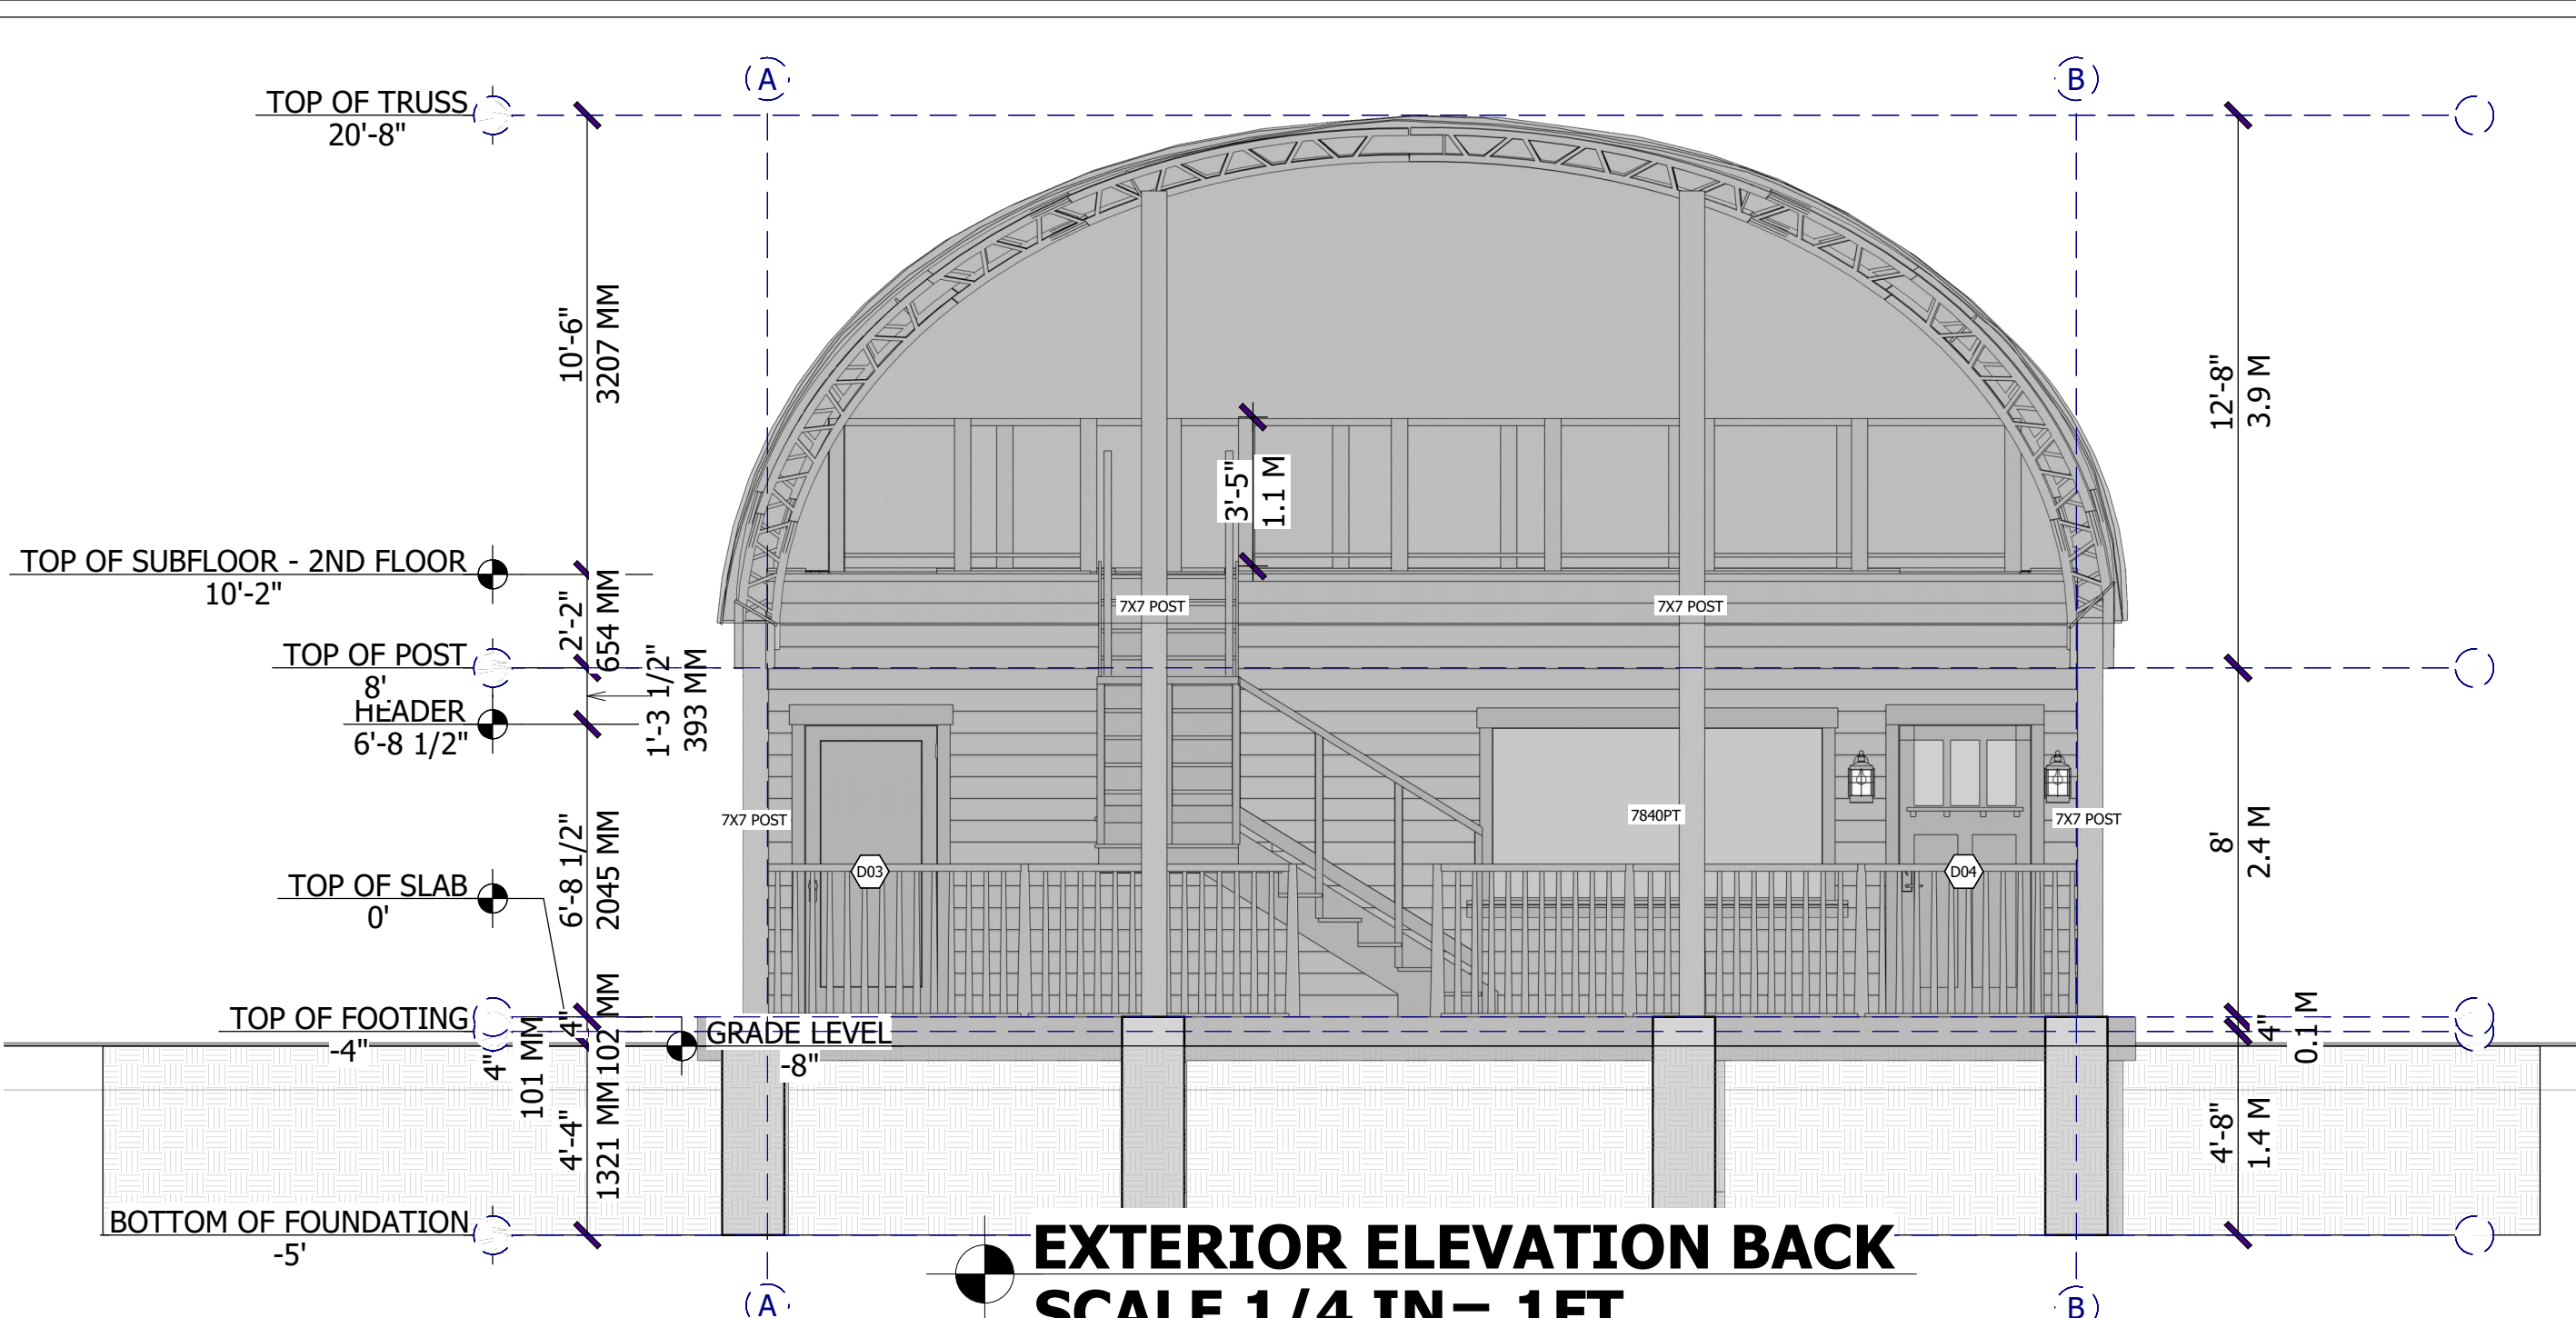 A
B
TOP OF TRUSS
20'-8"
10'-6"
3207 MM
12'-8"
3.9 M
3'-5"
1.1 M
TOP OF SUBFLOOR - 2ND FLOOR
10'-2"
2'-2"
654 MM
7X7 POST
7X7 POST
TOP OF POST
8'
HEADER
6'-8 1/2"
1'-3 1/2"
393 MM
7X7 POST
7840PT
7X7 POST
8'
2.4 M
D03
D04
TOP OF SLAB
0'
6'-8 1/2"
2045 MM
TOP OF FOOTING
-4"
4"
102 MM
4"
101 MM
GRADE LEVEL
-8"
4"
0.1 M
4'-4"
1321 MM
4'-8"
1.4 M
BOTTOM OF FOUNDATION
-5'
EXTERIOR ELEVATION BACK
SCALE 1/4 IN= 1FT
A
B